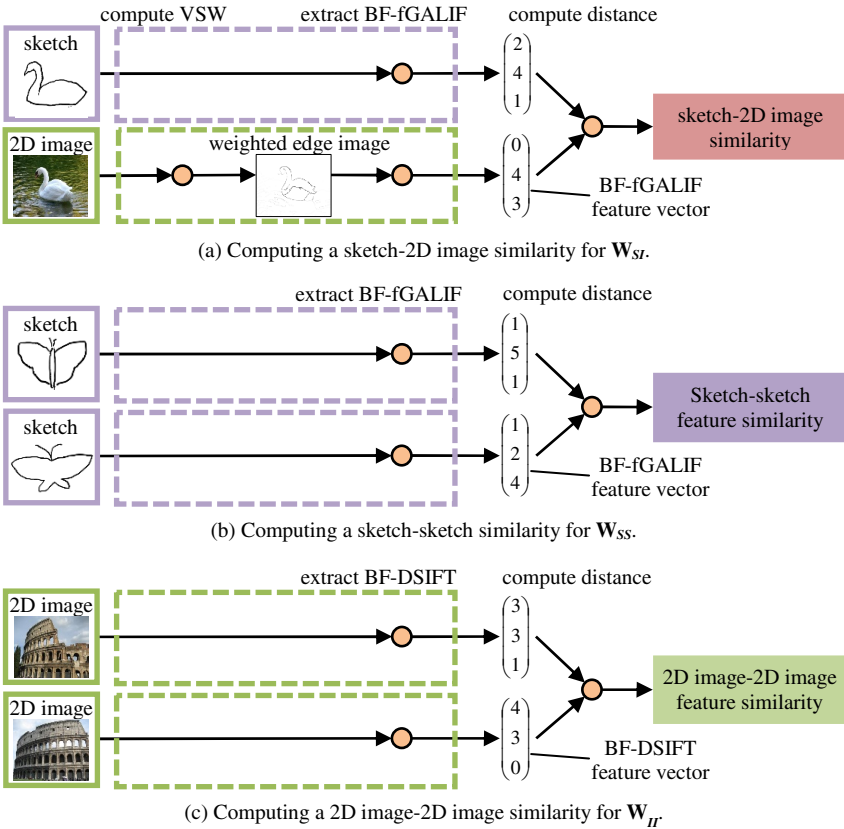 compute VSW extract BF-fGALIF compute distance
sketch
2
4
1
sketch-2D image
similarity
2D image
weighted edge image
0
4
3
BF-fGALIF
feature vector
(a) Computing a sketch-2D image similarity for W_SI.
extract BF-fGALIF compute distance
sketch
1
5
1
Sketch-sketch
feature similarity
sketch
1
2
4
BF-fGALIF
feature vector
(b) Computing a sketch-sketch similarity for W_SS.
extract BF-DSIFT compute distance
2D image
3
3
1
2D image-2D image
feature similarity
2D image
4
3
0
BF-DSIFT
feature vector
(c) Computing a 2D image-2D image similarity for W_II.